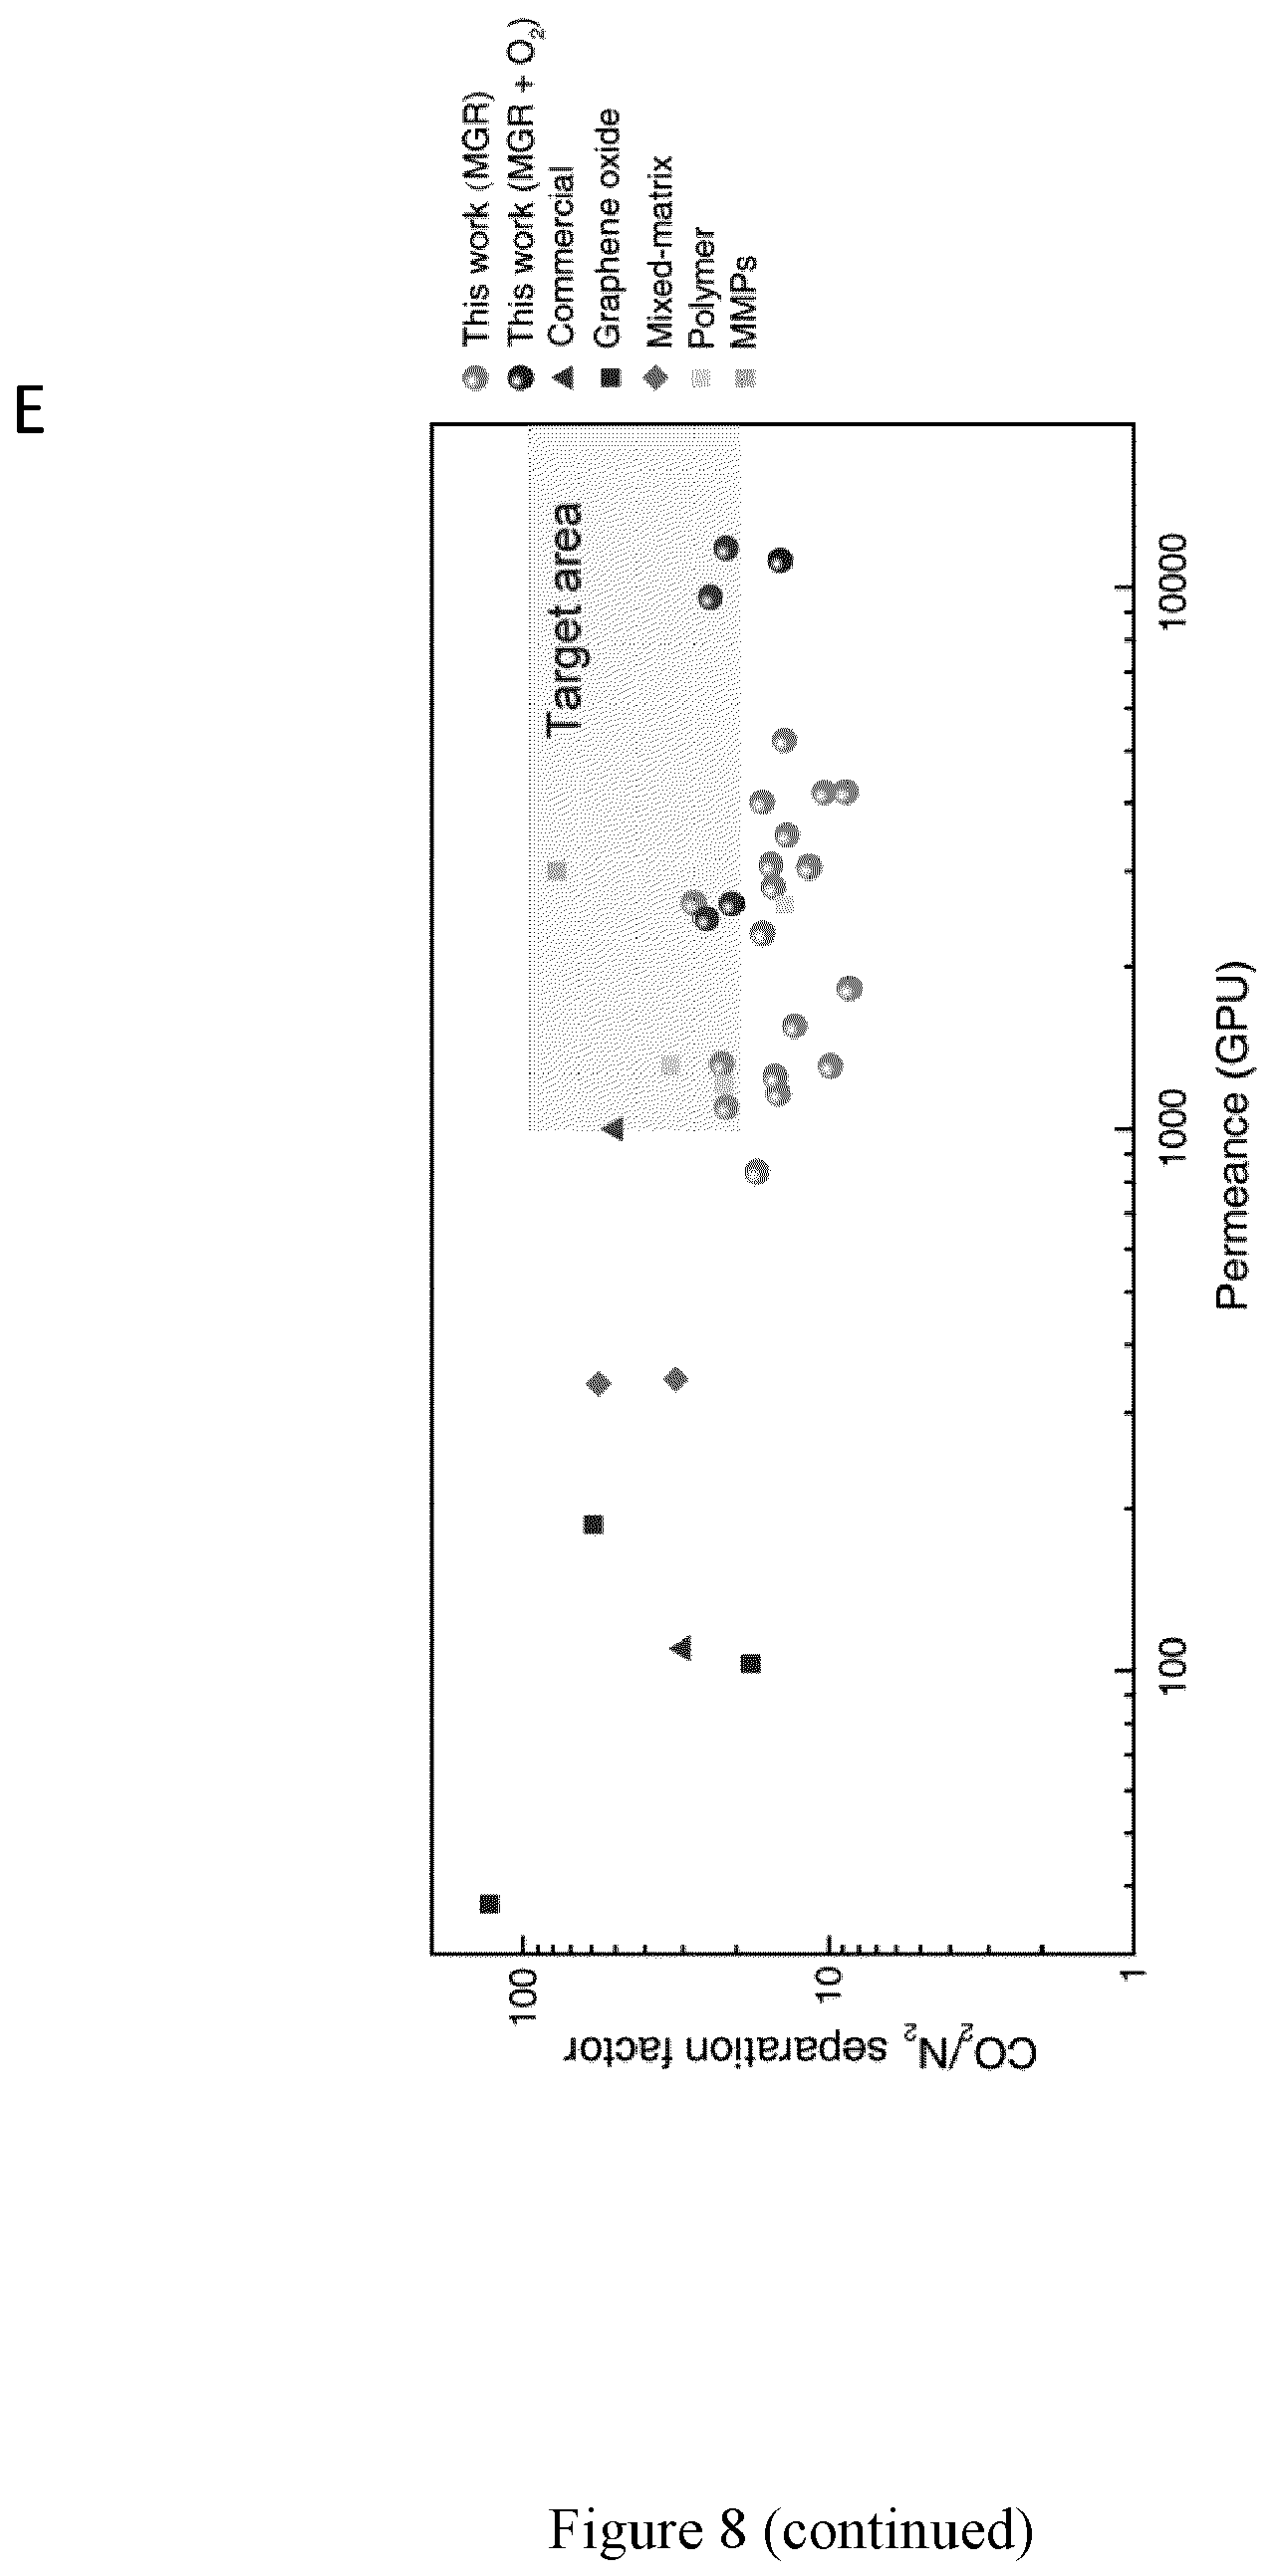 E
This work (MGR)
This work (MGR + O₂)
Commercial
Graphene oxide
Mixed-matrix
Polymer
MMPs
Target area
CO₂/N₂ separation factor
100
10
1
100
1000
10000
Permeance (GPU)
Figure 8 (continued)